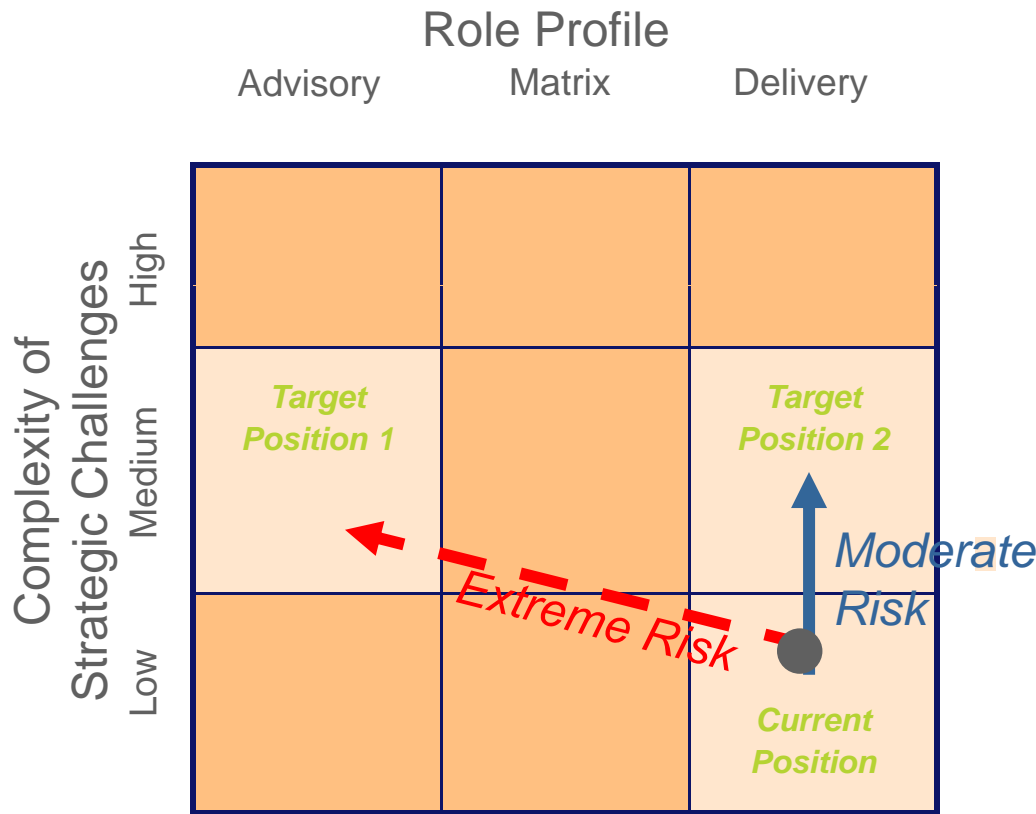 Role Profile
Advisory
Matrix
Delivery
Complexity of
Strategic Challenges
High
Medium
Low
Target
Position 1
Target
Position 2
Moderate
Risk
Extreme Risk
Current
Position